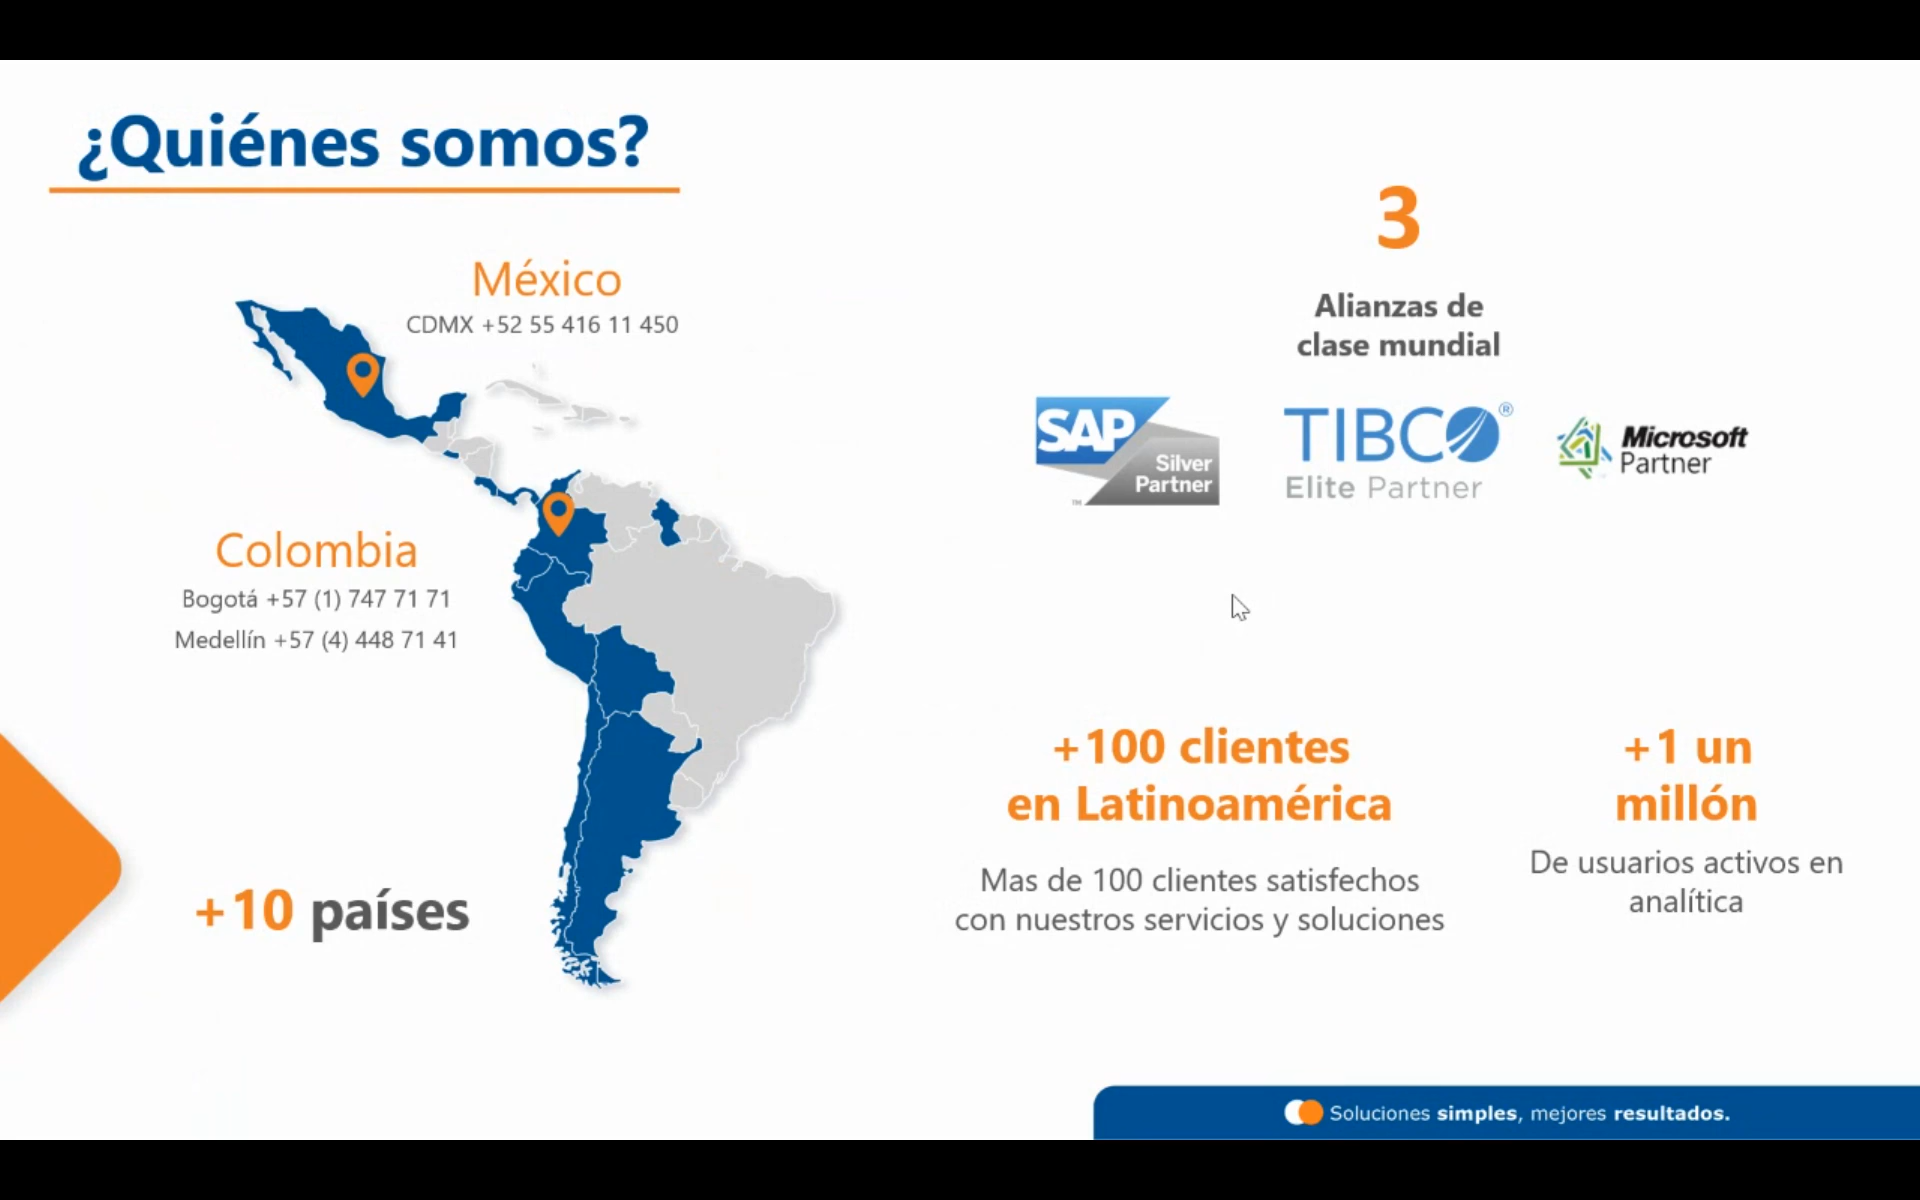 ¿Quiénes somos?
México
CDMX +52 55 416 11 450
Colombia
Bogotá +57 (1) 747 71 71
Medellín +57 (4) 448 71 41
+10 países
3
Alianzas de
clase mundial
SAP
Silver
Partner
™
TIBCO®
Elite Partner
Microsoft
Partner
+100 clientes
en Latinoamérica
Mas de 100 clientes satisfechos
con nuestros servicios y soluciones
+1 un
millón
De usuarios activos en
analítica
Soluciones simples, mejores resultados.